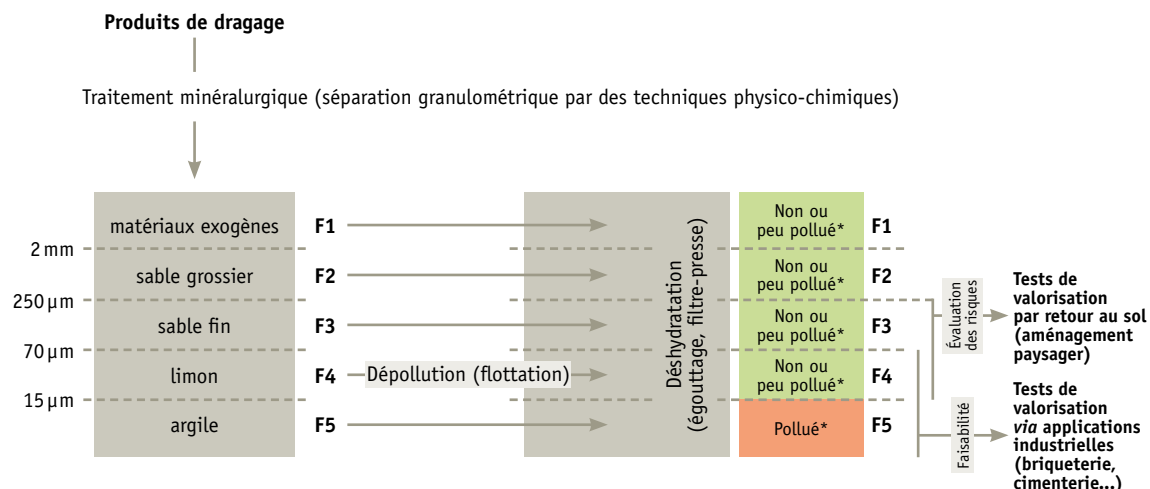 Produits de dragage
Traitement minéralurgique (séparation granulométrique par des techniques physico-chimiques)
matériaux exogènes
F1
2 mm
sable grossier
F2
250 µm
sable fin
F3
70 µm
limon
F4
Dépollution (flottation)
15 µm
argile
F5
Déshydratation
(égouttage, filtre-presse)
Non ou
peu pollué*
F1
Non ou
peu pollué*
F2
Non ou
peu pollué*
F3
Non ou
peu pollué*
F4
Pollué*
F5
Évaluation
des risques
Tests de
valorisation
par retour au sol
(aménagement
paysager)
Faisabilité
Tests de
valorisation
via applications
industrielles
(briqueterie,
cimenterie...)